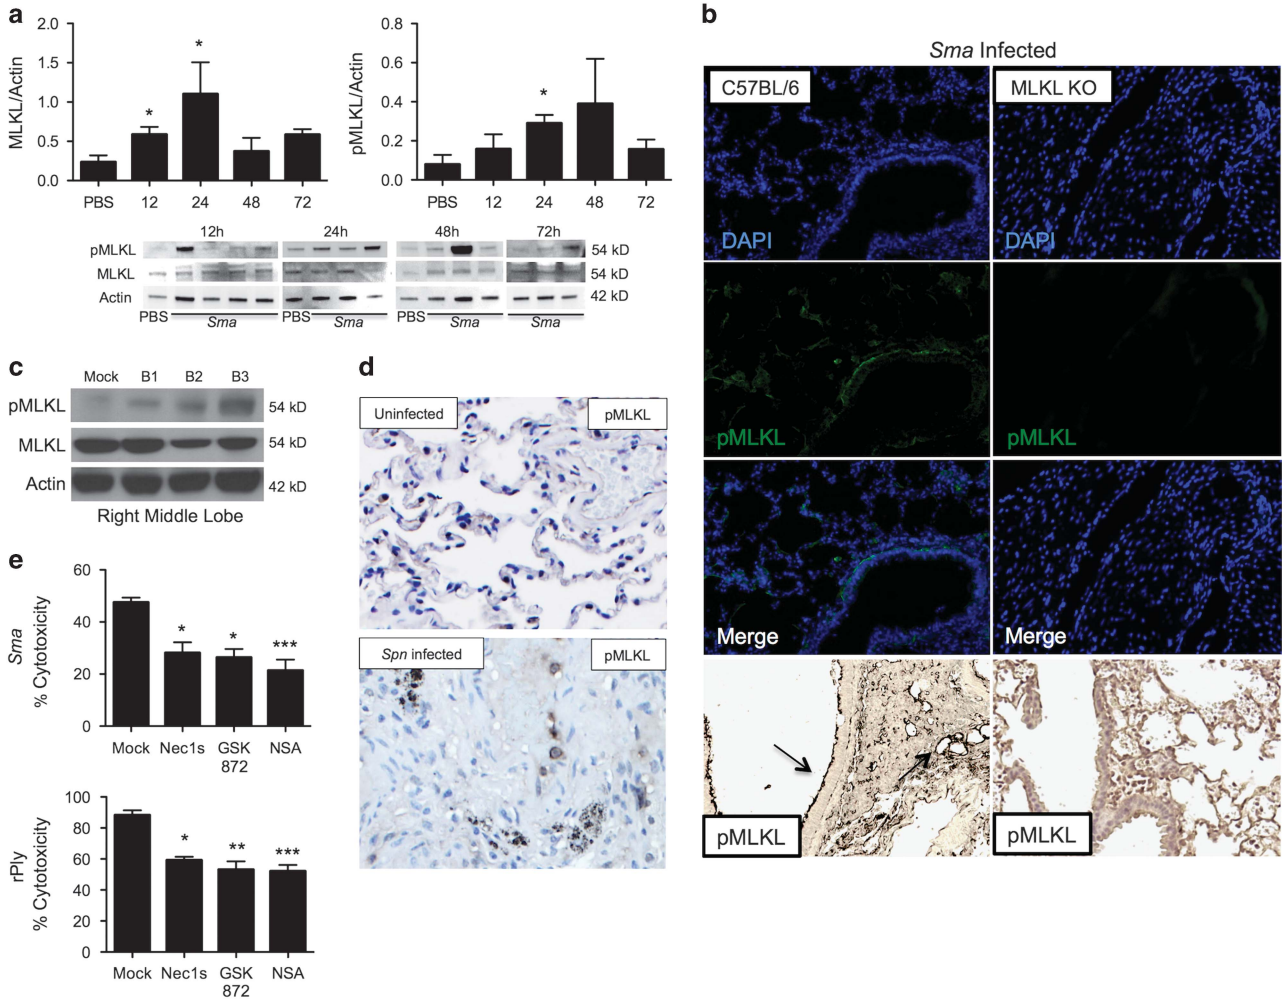 a
MLKL/Actin
2.0
1.5
1.0
0.5
0.0
*
*
PBS 12 24 48 72
pMLKL/Actin
0.8
0.6
0.4
0.2
0.0
*
PBS 12 24 48 72
12h 24h 48h 72h
pMLKL 54 kD
MLKL 54 kD
Actin 42 kD
PBS Sma PBS Sma PBS Sma Sma
b
Sma Infected
C57BL/6 MLKL KO
DAPI DAPI
pMLKL pMLKL
Merge Merge
pMLKL pMLKL
c
Mock B1 B2 B3
pMLKL 54 kD
MLKL 54 kD
Actin 42 kD
Right Middle Lobe
d
Uninfected pMLKL
Spn infected pMLKL
e
Sma
% Cytotoxicity
60
40
20
0
* * ***
Mock Nec1s GSK NSA
872
rPly
% Cytotoxicity
100
80
60
40
20
0
* ** ***
Mock Nec1s GSK NSA
872